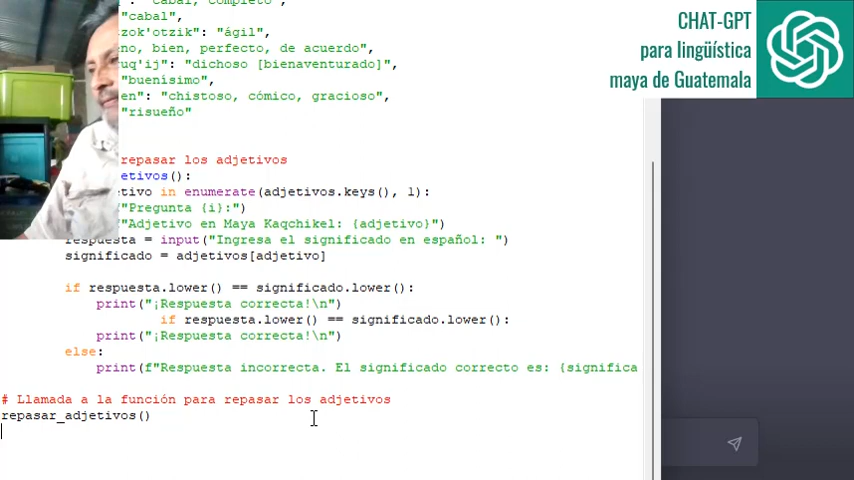 "cabal, completo",
"cabal",
zok'otzik": "ágil",
no, bien, perfecto, de acuerdo",
uq'ij": "dichoso [bienaventurado]",
"buenísimo",
en": "chistoso, cómico, gracioso",
"risueño"
repasar los adjetivos
etivos():
etivo in enumerate(adjetivos.keys(), 1):
"Pregunta {i}:")
"Adjetivo en Maya Kaqchikel: {adjetivo}")
respuesta = input("Ingresa el significado en español: ")
significado = adjetivos[adjetivo]
if respuesta.lower() == significado.lower():
print("¡Respuesta correcta!\n")
if respuesta.lower() == significado.lower():
print("¡Respuesta correcta!\n")
else:
print(f"Respuesta incorrecta. El significado correcto es: {significa
# Llamada a la función para repasar los adjetivos
repasar_adjetivos()
CHAT-GPT
para lingüística
maya de Guatemala